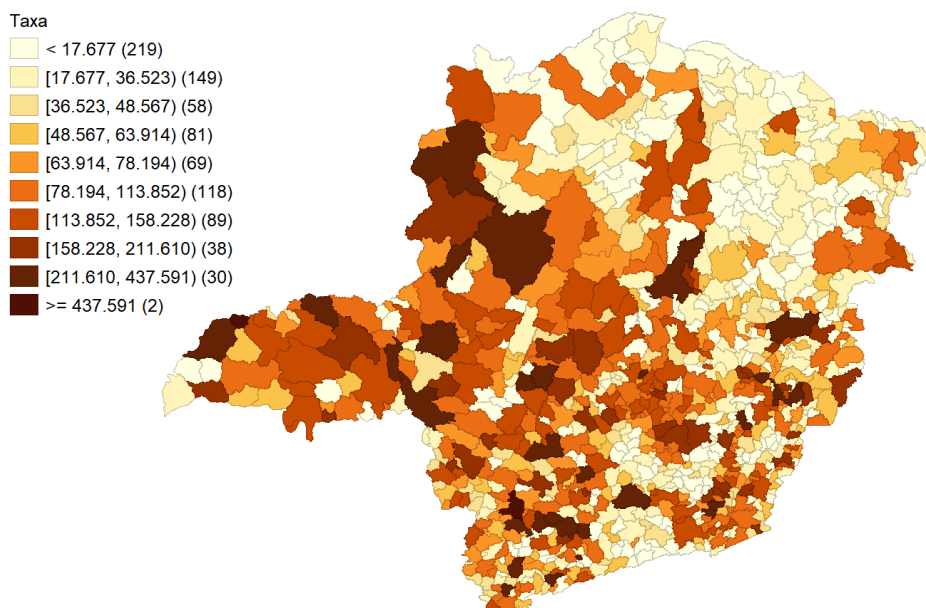 Taxa
< 17.677 (219)
[17.677, 36.523) (149)
[36.523, 48.567) (58)
[48.567, 63.914) (81)
[63.914, 78.194) (69)
[78.194, 113.852) (118)
[113.852, 158.228) (89)
[158.228, 211.610) (38)
[211.610, 437.591) (30)
>= 437.591 (2)